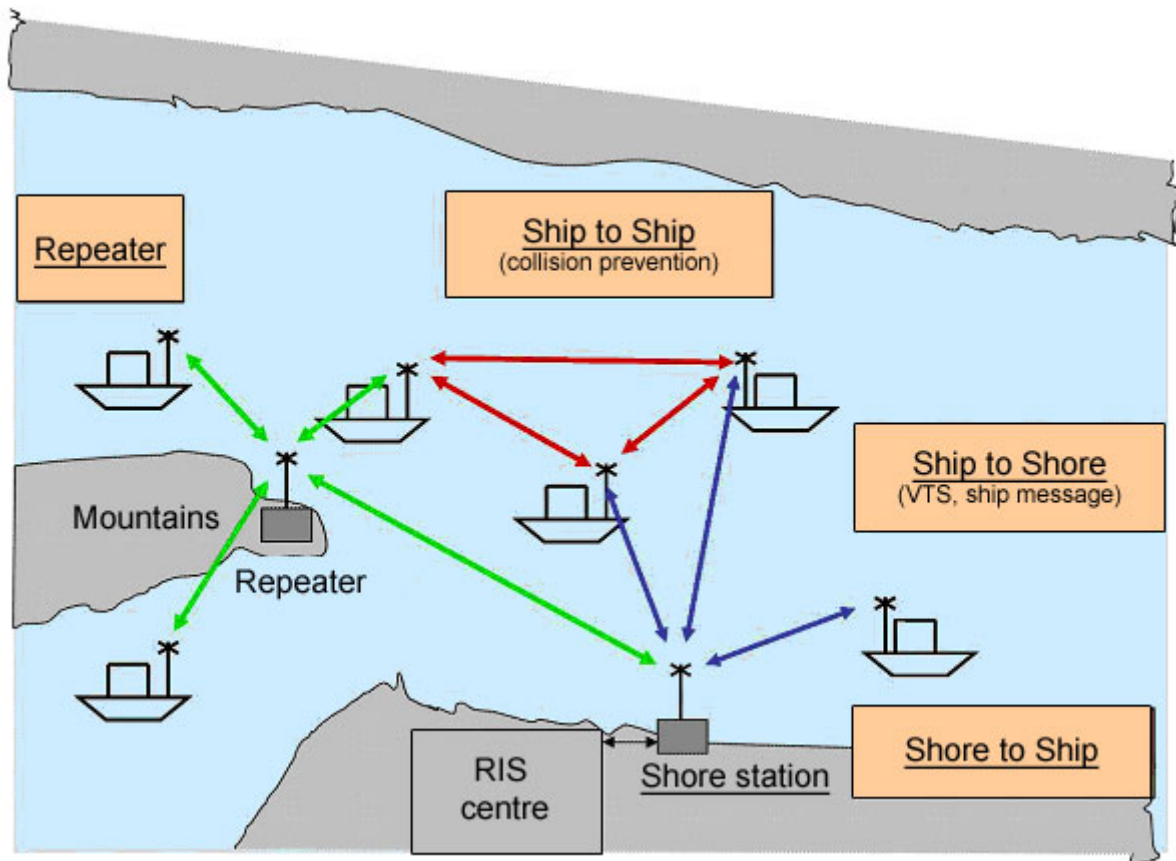 Repeater
Ship to Ship
(collision prevention)
Ship to Shore
(VTS, ship message)
Mountains
Repeater
RIS
centre
Shore station
Shore to Ship